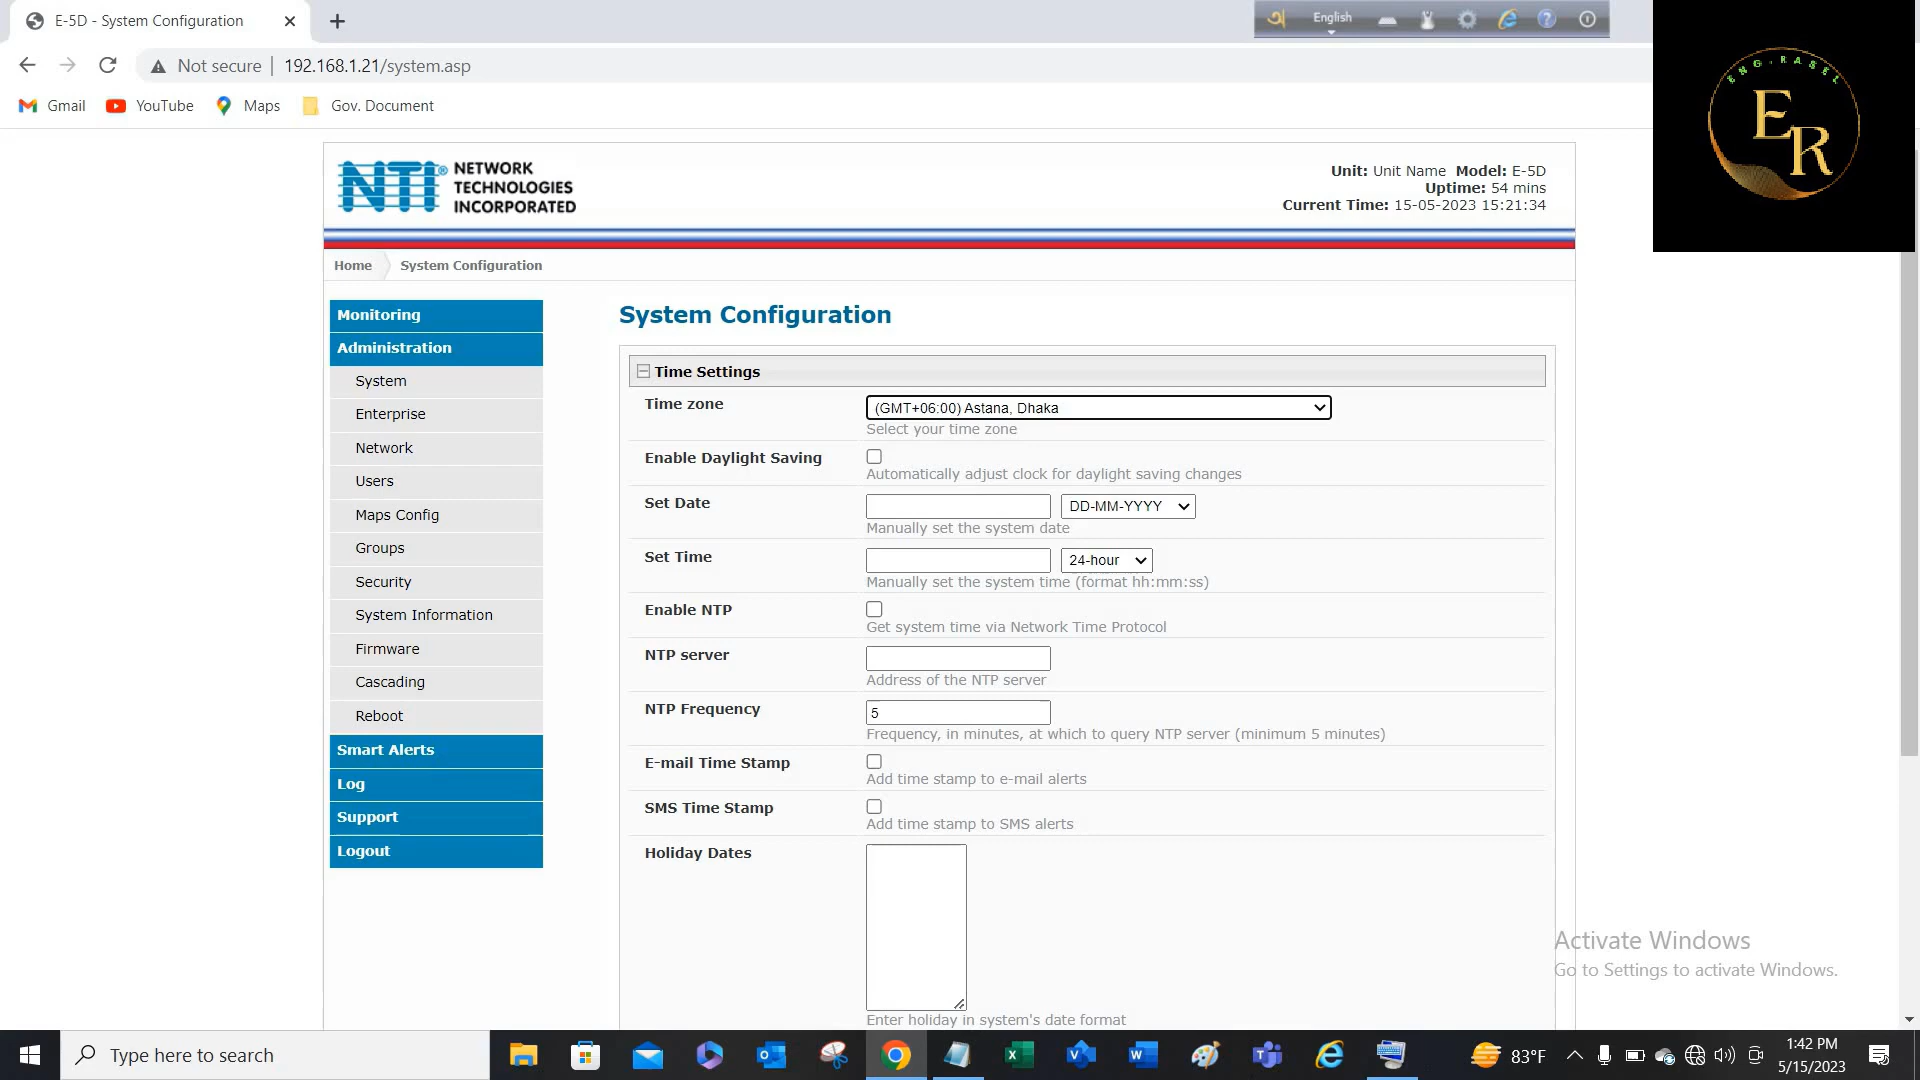 E-5D - System Configuration
English
Not secure
192.168.1.21/system.asp
Gmail
YouTube
Maps
Gov. Document
ENG.RASEL
ER
NTI®
NETWORK
TECHNOLOGIES
INCORPORATED
Unit: Unit Name Model: E-5D
Uptime: 54 mins
Current Time: 15-05-2023 15:21:34
Home
System Configuration
Monitoring
Administration
System
Enterprise
Network
Users
Maps Config
Groups
Security
System Information
Firmware
Cascading
Reboot
Smart Alerts
Log
Support
Logout
System Configuration
Time Settings
Time zone
(GMT+06:00) Astana, Dhaka
Select your time zone
Enable Daylight Saving
Automatically adjust clock for daylight saving changes
Set Date
DD-MM-YYYY
Manually set the system date
Set Time
24-hour
Manually set the system time (format hh:mm:ss)
Enable NTP
Get system time via Network Time Protocol
NTP server
Address of the NTP server
NTP Frequency
5
Frequency, in minutes, at which to query NTP server (minimum 5 minutes)
E-mail Time Stamp
Add time stamp to e-mail alerts
SMS Time Stamp
Add time stamp to SMS alerts
Holiday Dates
Enter holiday in system's date format
Activate Windows
Go to Settings to activate Windows.
Type here to search
83°F
1:42 PM
5/15/2023